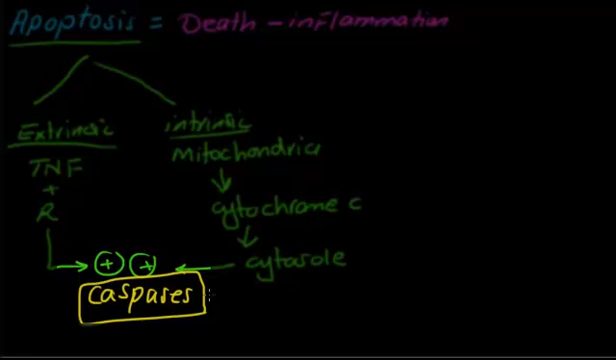 Apoptosis = Death - inflammation
Extrinsic
intrinsic
TNF
+
R
Mitochondria
cytochrome c
cytosole
+ +
caspases